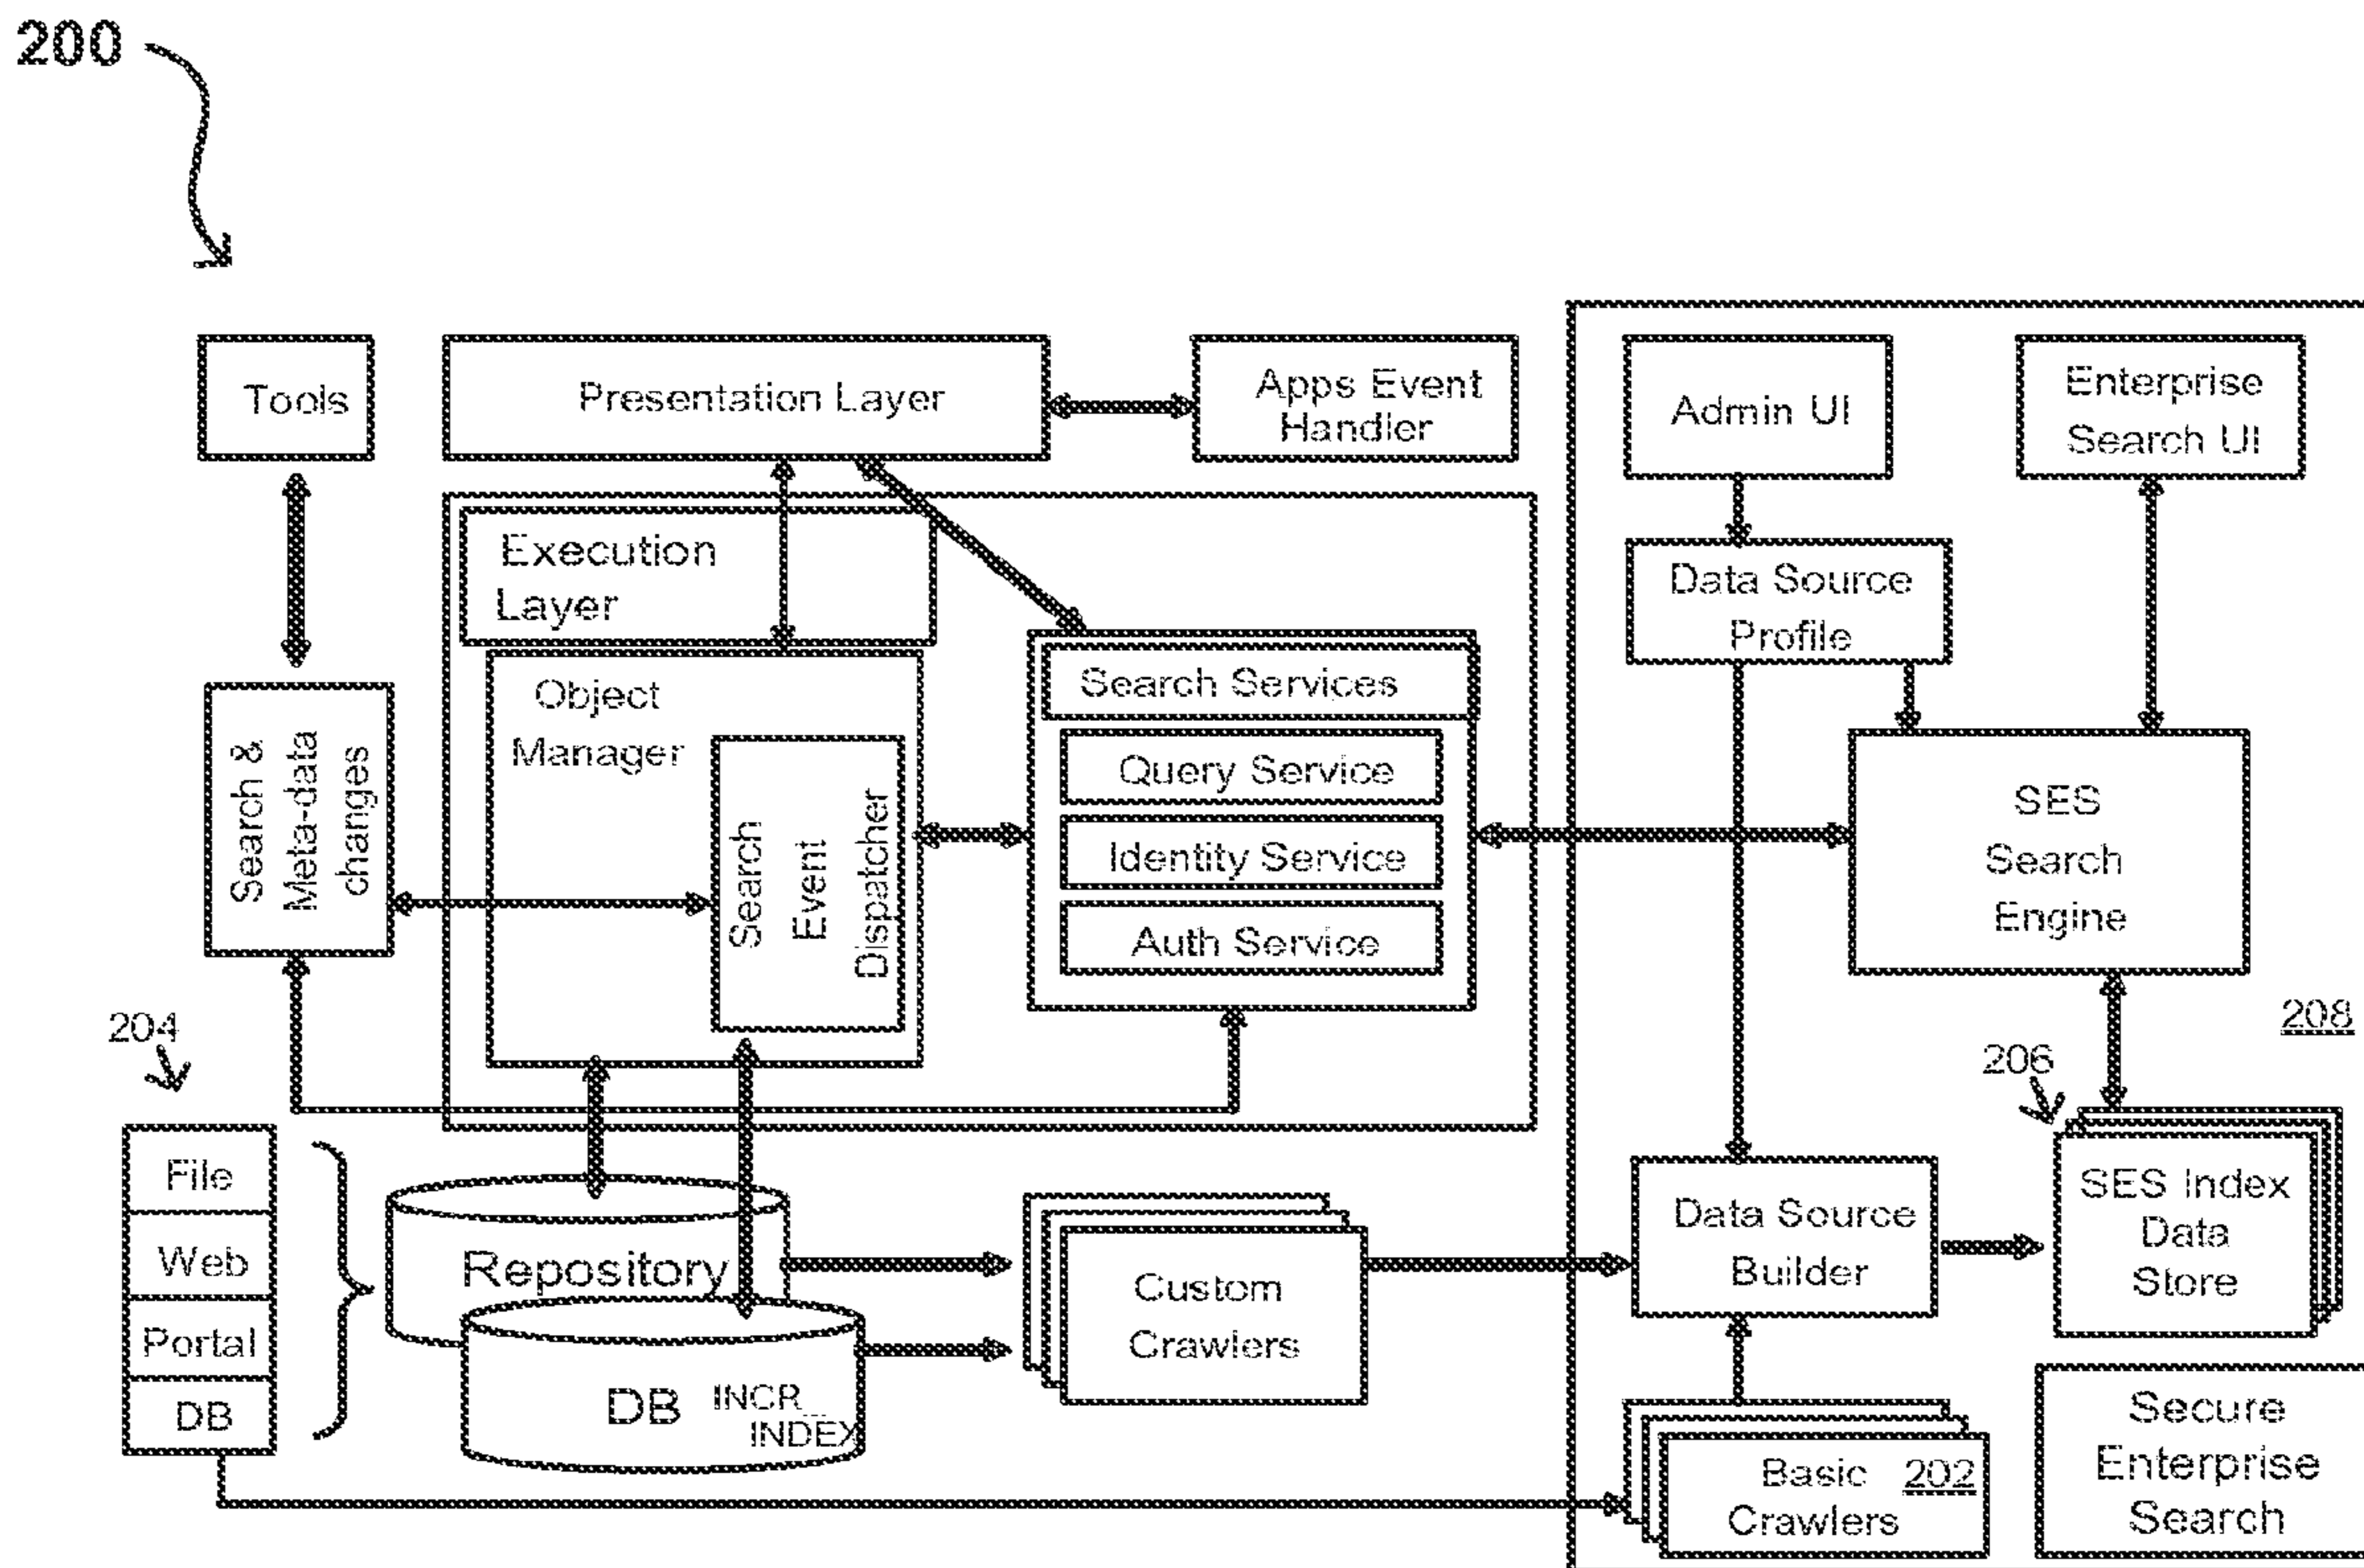 200
Tools
Presentation Layer
Apps Event
Handler
Admin UI
Enterprise
Search UI
Execution
Layer
Data Source
Profile
Object
Manager
Search Services
Search &
Meta-data
changes
Search
Event
Dispatcher
Query Service
Identity Service
Auth Service
SES
Search
Engine
208
204
206
File
Web
Portal
DB
Repository
DB
INCR_
INDEX
Custom
Crawlers
Data Source
Builder
SES Index
Data
Store
Basic 202
Crawlers
Secure
Enterprise
Search